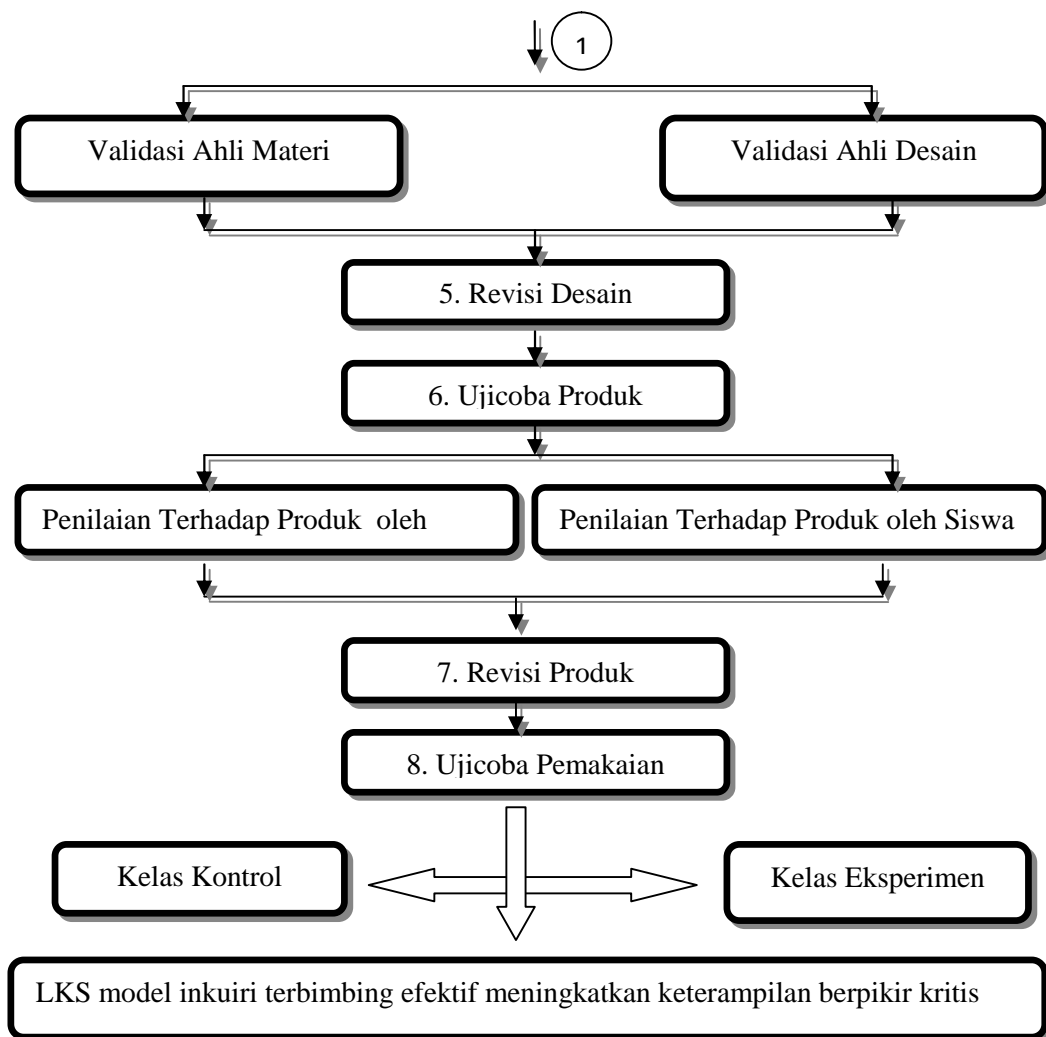 1
Validasi Ahli Materi
Validasi Ahli Desain
5. Revisi Desain
6. Ujicoba Produk
Penilaian Terhadap Produk oleh
Penilaian Terhadap Produk oleh Siswa
7. Revisi Produk
8. Ujicoba Pemakaian
Kelas Kontrol
Kelas Eksperimen
LKS model inkuiri terbimbing efektif meningkatkan keterampilan berpikir kritis